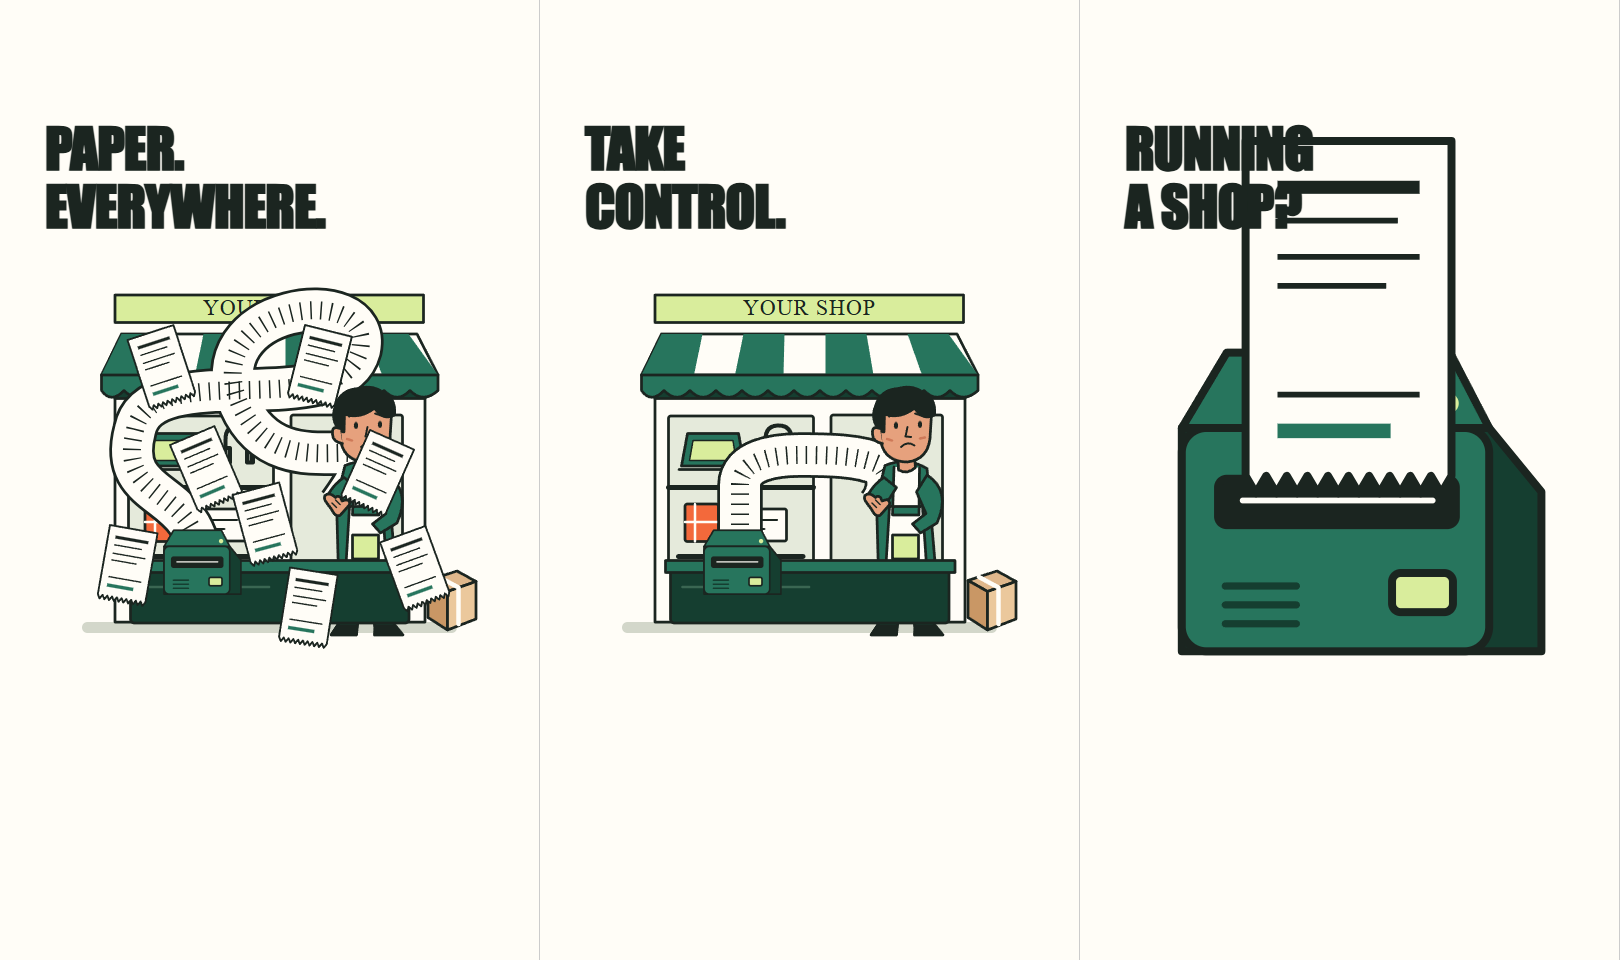 PAPER.
EVERYWHERE.
YOUR SHOP
TAKE
CONTROL.
RUNNING
A SHOP?